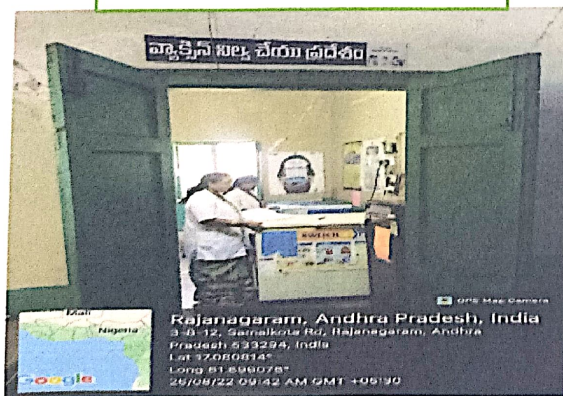 వ్యాక్సిన్ నిల్వ చేయు ప్రదేశం
GPS Map Camera
Mali
Nigeria
Google
Rajanagaram, Andhra Pradesh, India
3-8-12, Samalkota Rd, Rajanagaram, Andhra
Pradesh 533294, India
Lat 17.080814°
Long 81.899076°
26/08/22 09:42 AM GMT +05:30